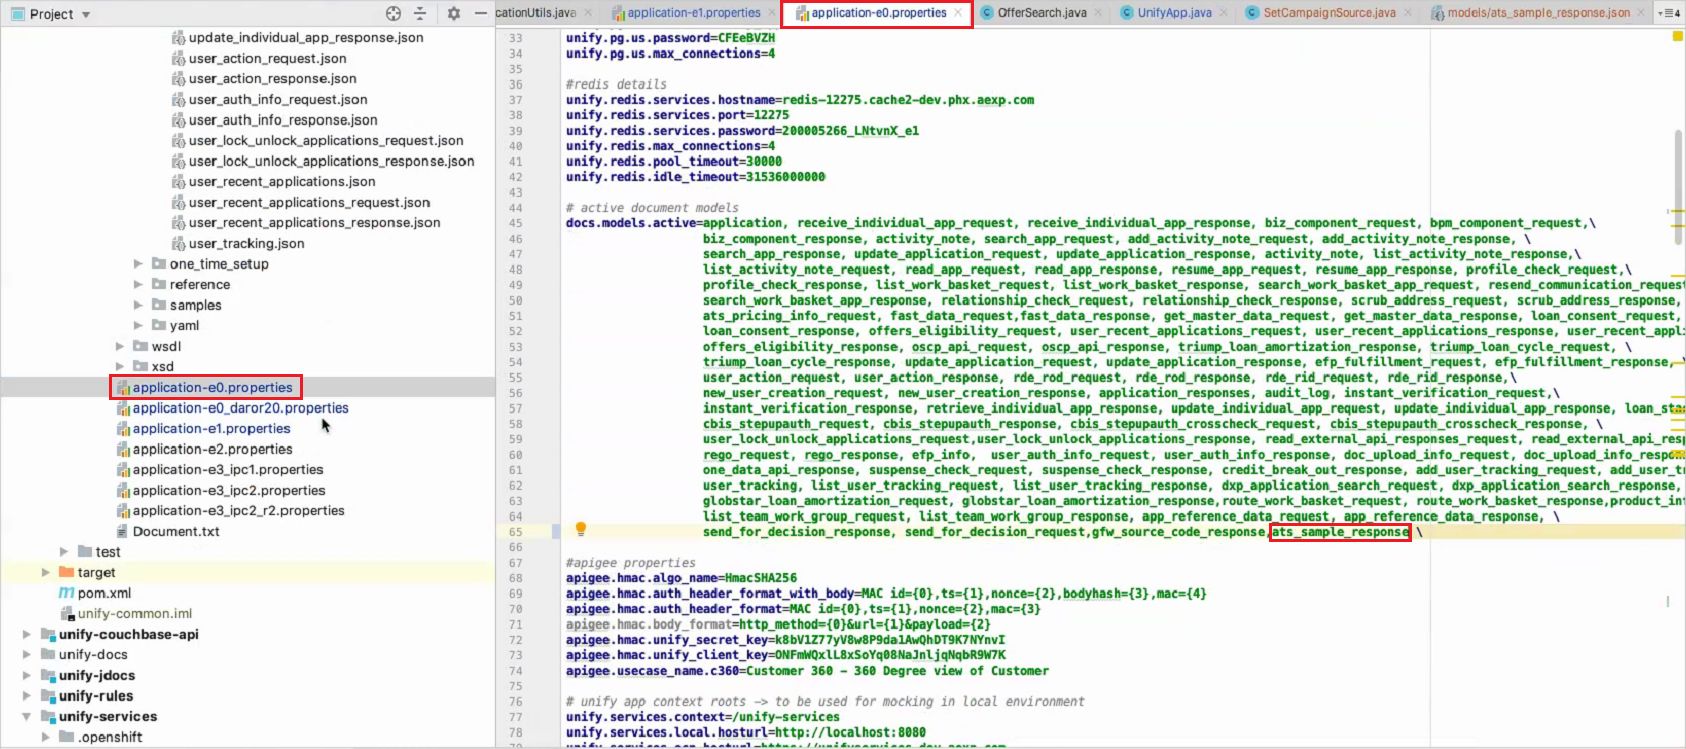 Project
cationUtils.java
application-e1.properties
application-e0.properties
OfferSearch.java
UnifyApp.java
SetCampaignSource.java
models/ats_sample_response.json
4
update_individual_app_response.json
user_action_request.json
user_action_response.json
user_auth_info_request.json
user_auth_info_response.json
user_lock_unlock_applications_request.json
user_lock_unlock_applications_response.json
user_recent_applications.json
user_recent_applications_request.json
user_recent_applications_response.json
user_tracking.json
one_time_setup
reference
samples
yaml
wsdl
xsd
application-e0.properties
application-e0_daror20.properties
application-e1.properties
application-e2.properties
application-e3_ipc1.properties
application-e3_ipc2.properties
application-e3_ipc2_r2.properties
Document.txt
test
target
pom.xml
unify-common.iml
unify-couchbase-api
unify-docs
unify-jdocs
unify-rules
unify-services
.openshift
33 unify.pg.us.password=CFEeBVZH
34 unify.pg.us.max_connections=4
35
36 #redis details
37 unify.redis.services.hostname=redis-12275.cache2-dev.phx.aexp.com
38 unify.redis.services.port=12275
39 unify.redis.services.password=200005266_LNtvnX_e1
40 unify.redis.max_connections=4
41 unify.redis.pool_timeout=30000
42 unify.redis.idle_timeout=31536000000
43
44 # active document models
45 docs.models.active=application, receive_individual_app_request, receive_individual_app_response, biz_component_request, bpm_component_request,\
46 biz_component_response, activity_note, search_app_request, add_activity_note_request, add_activity_note_response, \
47 search_app_response, update_application_request, update_application_response, activity_note, list_activity_note_response,\
48 list_activity_note_request, read_app_request, read_app_response, resume_app_request, resume_app_response, profile_check_request,\
49 profile_check_response, list_work_basket_request, list_work_basket_response, search_work_basket_app_request, resend_communication_request
50 search_work_basket_app_response, relationship_check_request, relationship_check_response, scrub_address_request, scrub_address_response,
51 ats_pricing_info_request, fast_data_request,fast_data_response, get_master_data_request, get_master_data_response, loan_consent_request,
52 loan_consent_response, offers_eligibility_request, user_recent_applications_request, user_recent_applications_response, user_recent_appli
53 offers_eligibility_response, oscp_api_request, oscp_api_response, triump_loan_amortization_response, triump_loan_cycle_request, \
54 triump_loan_cycle_response, update_application_request, update_application_response, efp_fulfillment_request, efp_fulfillment_response, \
55 user_action_request, user_action_response, rde_rod_request, rde_rod_response, rde_rid_request, rde_rid_response,\
56 new_user_creation_request, new_user_creation_response, application_responses, audit_log, instant_verification_request,\
57 instant_verification_response, retrieve_individual_app_response, update_individual_app_request, update_individual_app_response, loan_sta
58 cbis_stepupauth_request, cbis_stepupauth_response, cbis_stepupauth_crosscheck_request, cbis_stepupauth_crosscheck_response, \
59 user_lock_unlock_applications_request,user_lock_unlock_applications_response, read_external_api_responses_request, read_external_api_resp
60 rego_request, rego_response, efp_info, user_auth_info_request, user_auth_info_response, doc_upload_info_request, doc_upload_info_respon
61 one_data_api_response, suspense_check_request, suspense_check_response, credit_break_out_response, add_user_tracking_request, add_user_t
62 user_tracking, list_user_tracking_request, list_user_tracking_response, dxp_application_search_request, dxp_application_search_response,
63 globstar_loan_amortization_request, globstar_loan_amortization_response,route_work_basket_request, route_work_basket_response,product_in
64 list_team_work_group_request, list_team_work_group_response, app_reference_data_request, app_reference_data_response, \
65 send_for_decision_response, send_for_decision_request,gfw_source_code_response,ats_sample_response \
66
67 #apigee properties
68 apigee.hmac.algo_name=HmacSHA256
69 apigee.hmac.auth_header_format_with_body=MAC id={0},ts={1},nonce={2},bodyhash={3},mac={4}
70 apigee.hmac.auth_header_format=MAC id={0},ts={1},nonce={2},mac={3}
71 apigee.hmac.body_format=http_method={0}&url={1}&payload={2}
72 apigee.hmac.unify_secret_key=k8bV1Z77yV8w8P9da1AwQhDT9K7NYnvI
73 apigee.hmac.unify_client_key=ONFmWQxlL8xSoYq08NaJnljqNqbR9W7K
74 apigee.usecase_name.c360=Customer 360 - 360 Degree view of Customer
75
76 # unify app context roots -> to be used for mocking in local environment
77 unify.services.context=/unify-services
78 unify.services.local.hosturl=http://localhost:8080